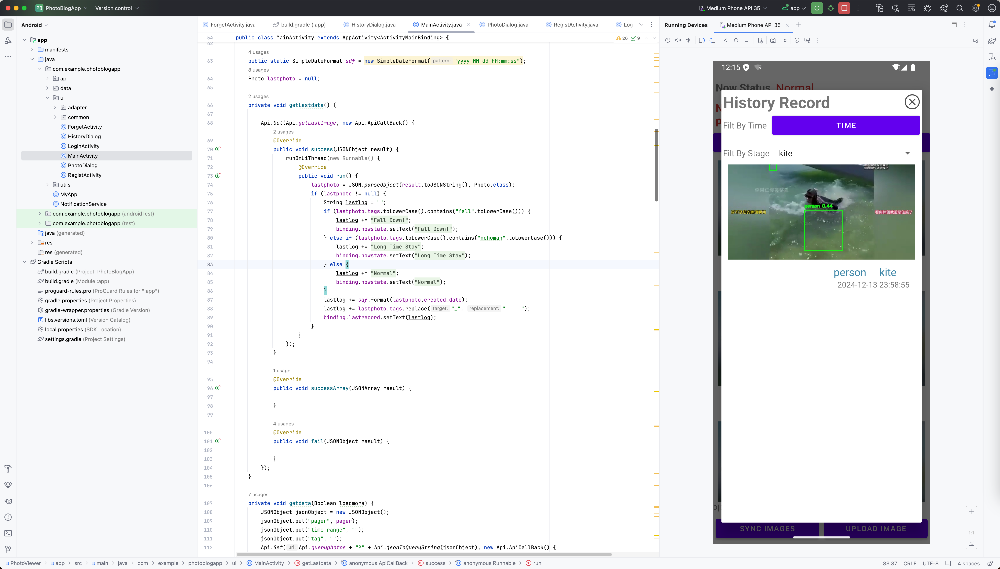 PB PhotoBlogApp Version control Medium Phone API 35 app
Android
app
manifests
java
com.example.photoblogapp
api
data
ui
adapter
common
ForgetActivity
HistoryDialog
LoginActivity
MainActivity
PhotoDialog
RegistActivity
utils
MyApp
NotificationService
com.example.photoblogapp (androidTest)
com.example.photoblogapp (test)
java (generated)
res
res (generated)
Gradle Scripts
build.gradle (Project: PhotoBlogApp)
build.gradle (Module :app)
proguard-rules.pro (ProGuard Rules for ":app")
gradle.properties (Project Properties)
gradle-wrapper.properties (Gradle Version)
libs.versions.toml (Version Catalog)
local.properties (SDK Location)
settings.gradle (Project Settings)
ForgetActivity.java build.gradle (:app) HistoryDialog.java MainActivity.java PhotoDialog.java RegistActivity.java Log
54 public class MainActivity extends AppActivity<ActivityMainBinding> { 26 9
62
4 usages
63 public static SimpleDateFormat sdf = new SimpleDateFormat( pattern: "yyyy-MM-dd HH:mm:ss");
8 usages
64 Photo lastphoto = null;
65
2 usages
66 private void getLastdata() {
67
68 Api.Get(Api.getLastImage, new Api.ApiCallBack() {
2 usages
69 @Override
70 public void success(JSONObject result) {
71 runOnUiThread(new Runnable() {
72 @Override
73 public void run() {
74 lastphoto = JSON.parseObject(result.toJSONString(), Photo.class);
75 if (lastphoto != null) {
76 String lastlog = "";
77 if (lastphoto.tags.toLowerCase().contains("fall".toLowerCase())) {
78 lastlog += "Fall Down!";
79 binding.nowstate.setText("Fall Down!");
80 } else if (lastphoto.tags.toLowerCase().contains("nohuman".toLowerCase())) {
81 lastlog += "Long Time Stay";
82 binding.nowstate.setText("Long Time Stay");
83 } else {
84 lastlog += "Normal";
85 binding.nowstate.setText("Normal");
86 }
87 lastlog += sdf.format(lastphoto.created_date);
88 lastlog += lastphoto.tags.replace( target: "_", replacement: "     ");
89 binding.lastrecord.setText(lastlog);
90 }
91 }
92 });
93 }
94
1 usage
95 @Override
96 public void successArray(JSONArray result) {
97
98 }
99
4 usages
100 @Override
101 public void fail(JSONObject result) {
102
103 }
104 });
105 }
106
7 usages
107 private void getdata(Boolean loadmore) {
108 JSONObject jsonObject = new JSONObject();
109 jsonObject.put("pager", pager);
110 jsonObject.put("time_range", "");
111 jsonObject.put("tag", "");
112 Api.Get( url: Api.queryphotos + "?" + Api.jsonToQueryString(jsonObject), new Api.ApiCallBack() {
Running Devices Medium Phone API 35
12:15
Now Status Normal
History Record
Filt By Time TIME
Filt By Stage kite
危险操作 请勿模仿
歪果仁爆笑整蛊
person 0.44
猝不及防的摔倒瞬间
看你摔倒我没忍住笑了
person kite
2024-12-13 23:58:55
SYNC IMAGES UPLOAD IMAGE
1:1
PhotoViewer > app > src > main > java > com > example > photoblogapp > ui > MainActivity > getLastdata > anonymous ApiCallBack > success > anonymous Runnable > run 83:37 CRLF UTF-8 4 spaces